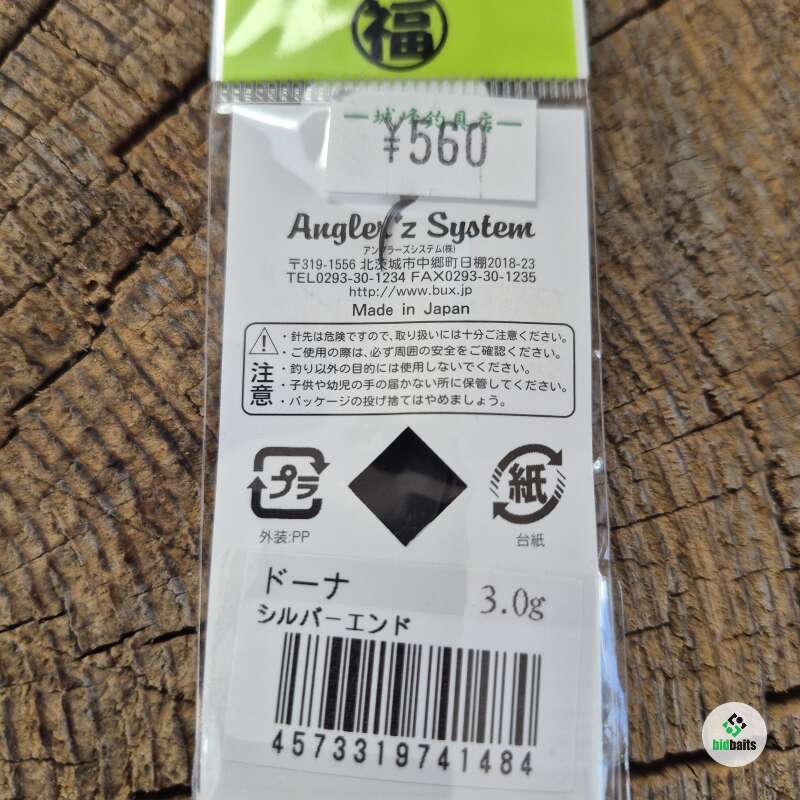 福
城峰釣具店
¥560
Angler'z System
アングラーズシステム(株)
〒319-1556 北茨城市中郷町日棚2018-23
TEL0293-30-1234 FAX0293-30-1235
http://www.bux.jp
Made in Japan
注意
・針先は危険ですので、取り扱いには十分ご注意ください。
・ご使用の際は、必ず周囲の安全をご確認ください。
・釣り以外の目的には使用しないでください。
・子供や幼児の手の届かない所に保管してください。
・パッケージの投げ捨てはやめましょう。
プラ
紙
外装:PP
台紙
ドーナ 3.0g
シルバーエンド
4573319741484
bidbaits